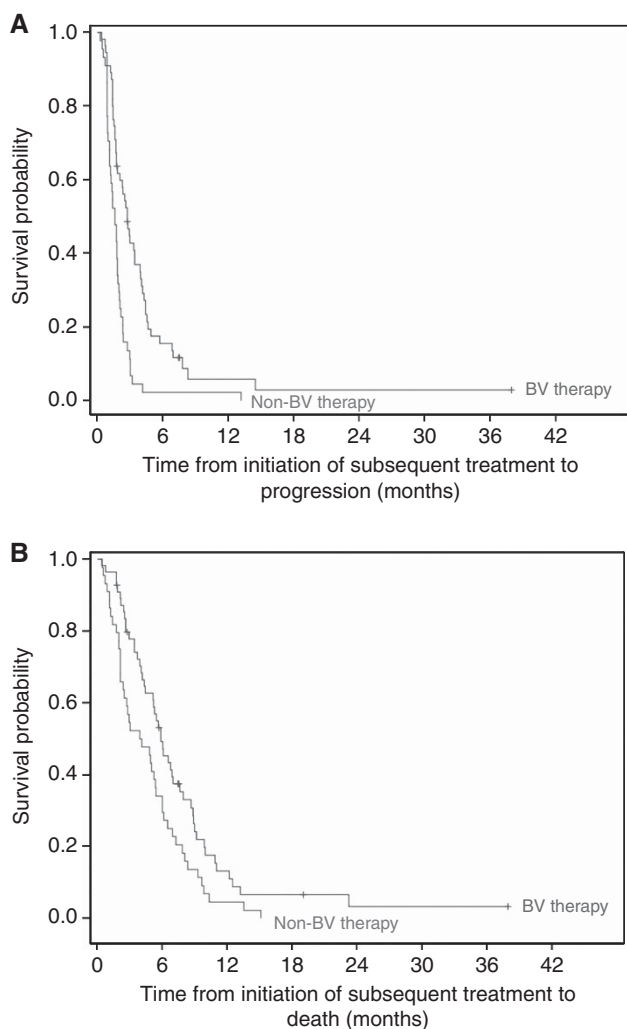 A
1.0
0.8
0.6
0.4
0.2
0.0
Survival probability
BV therapy
Non-BV therapy
0 6 12 18 24 30 36 42
Time from initiation of subsequent treatment to
progression (months)
B
1.0
0.8
0.6
0.4
0.2
0.0
Survival probability
BV therapy
Non-BV therapy
0 6 12 18 24 30 36 42
Time from initiation of subsequent treatment to
death (months)